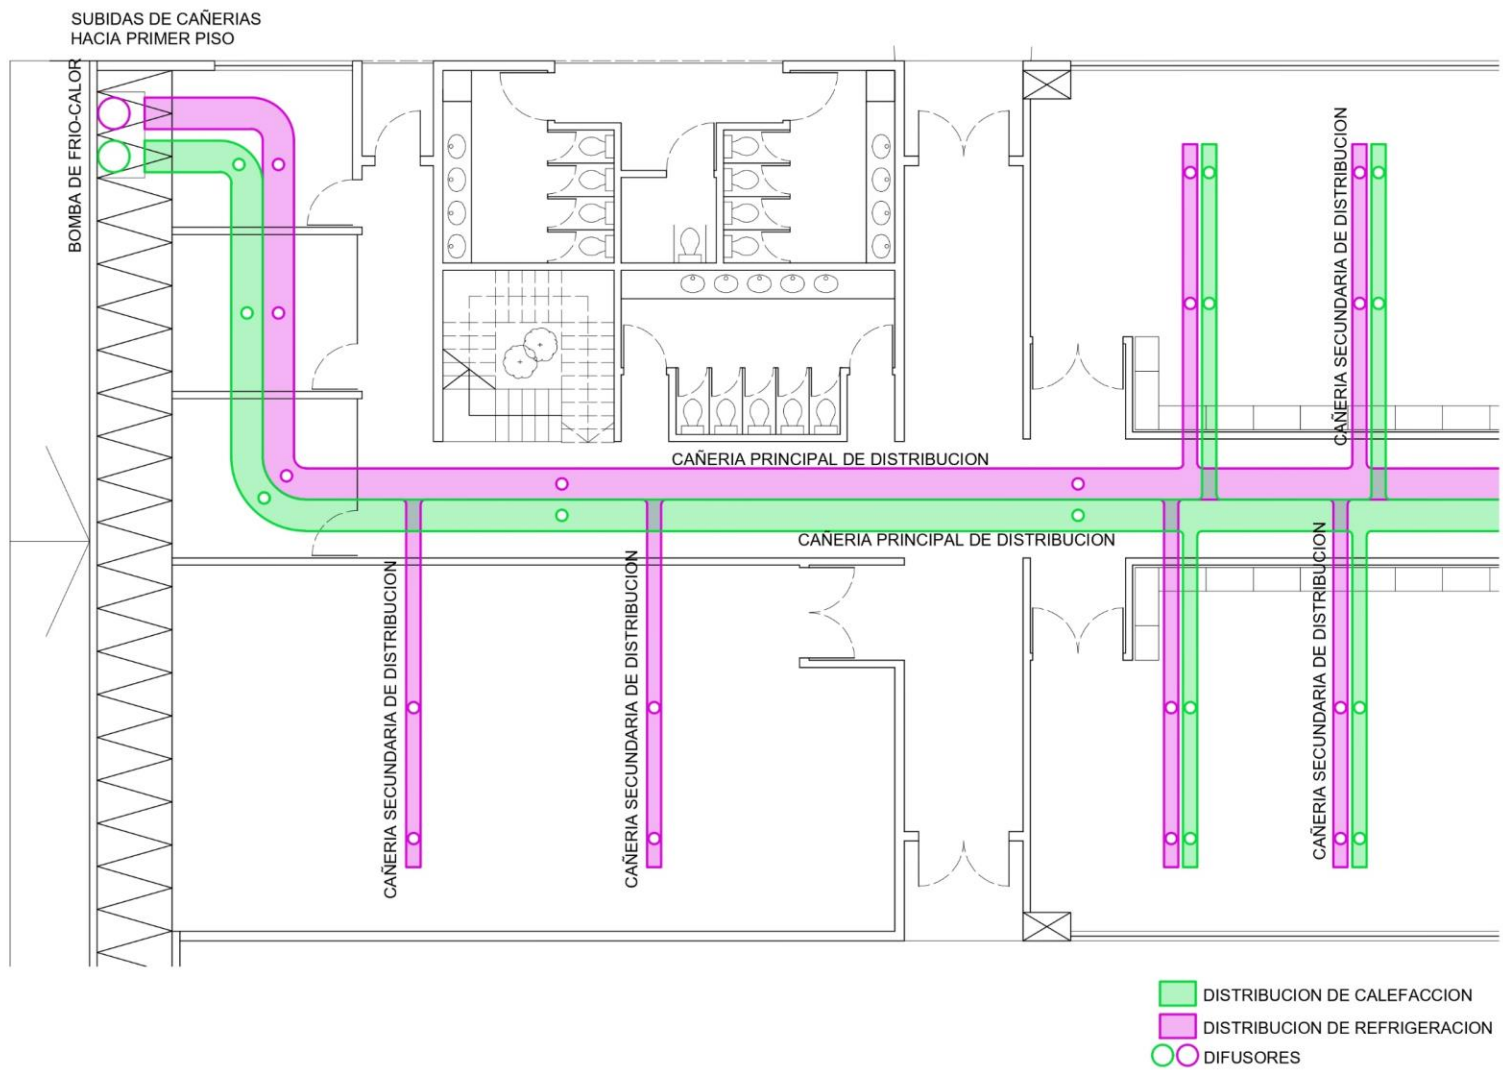 SUBIDAS DE CAÑERIAS
HACIA PRIMER PISO
BOMBA DE FRIO-CALOR
CAÑERIA SECUNDARIA DE DISTRIBUCION
CAÑERIA PRINCIPAL DE DISTRIBUCION
CAÑERIA PRINCIPAL DE DISTRIBUCION
CAÑERIA SECUNDARIA DE DISTRIBUCION
CAÑERIA SECUNDARIA DE DISTRIBUCION
CAÑERIA SECUNDARIA DE DISTRIBUCION
DISTRIBUCION DE CALEFACCION
DISTRIBUCION DE REFRIGERACION
DIFUSORES